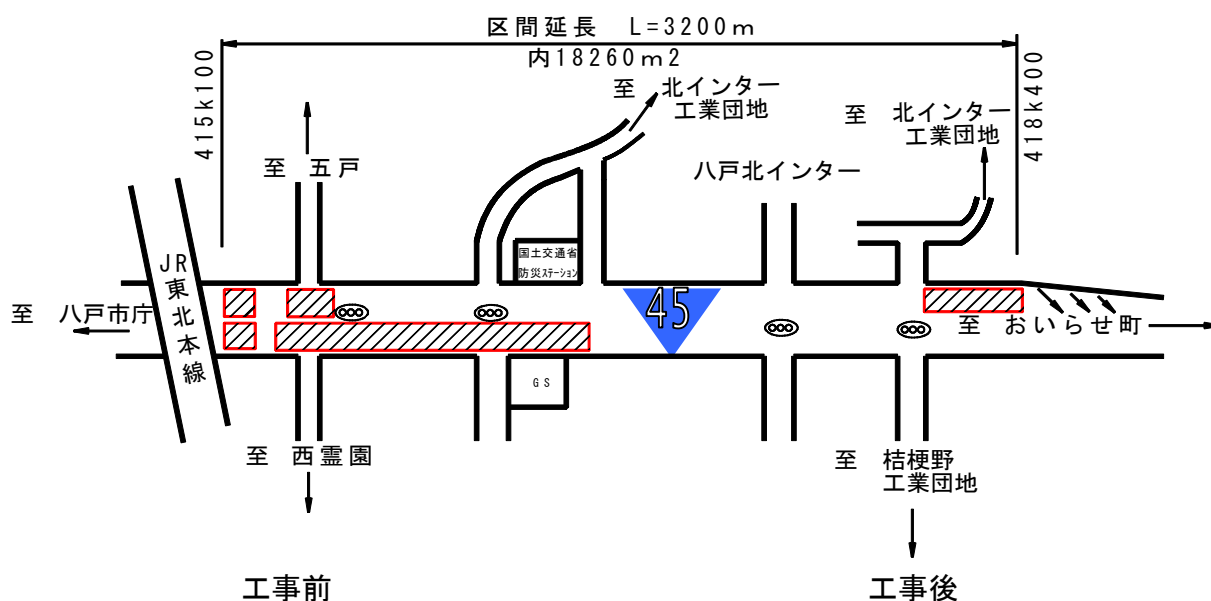 区間延長　L=3200m
内18260m2
415k100
418k400
至　北インター
工業団地
至　北インター
工業団地
至　五戸
八戸北インター
国土交通省
防災ステーション
JR東北本線
45
至　八戸市庁
至　おいらせ町
GS
至　西霊園
至　桔梗野
工業団地
工事前
工事後